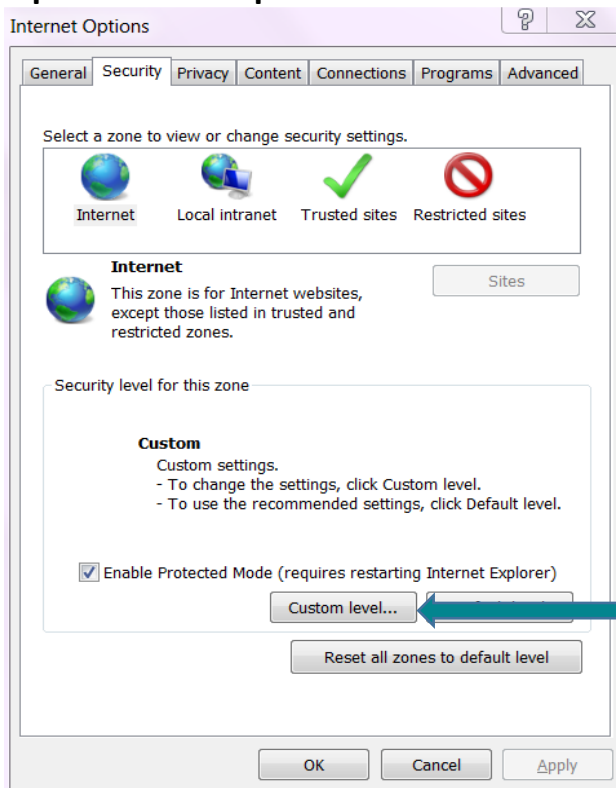 Internet Options
General Security Privacy Content Connections Programs Advanced
Select a zone to view or change security settings.
Internet Local intranet Trusted sites Restricted sites
Internet
Sites
This zone is for Internet websites,
except those listed in trusted and
restricted zones.
Security level for this zone
Custom
Custom settings.
- To change the settings, click Custom level.
- To use the recommended settings, click Default level.
Enable Protected Mode (requires restarting Internet Explorer)
Custom level...
Reset all zones to default level
OK Cancel Apply